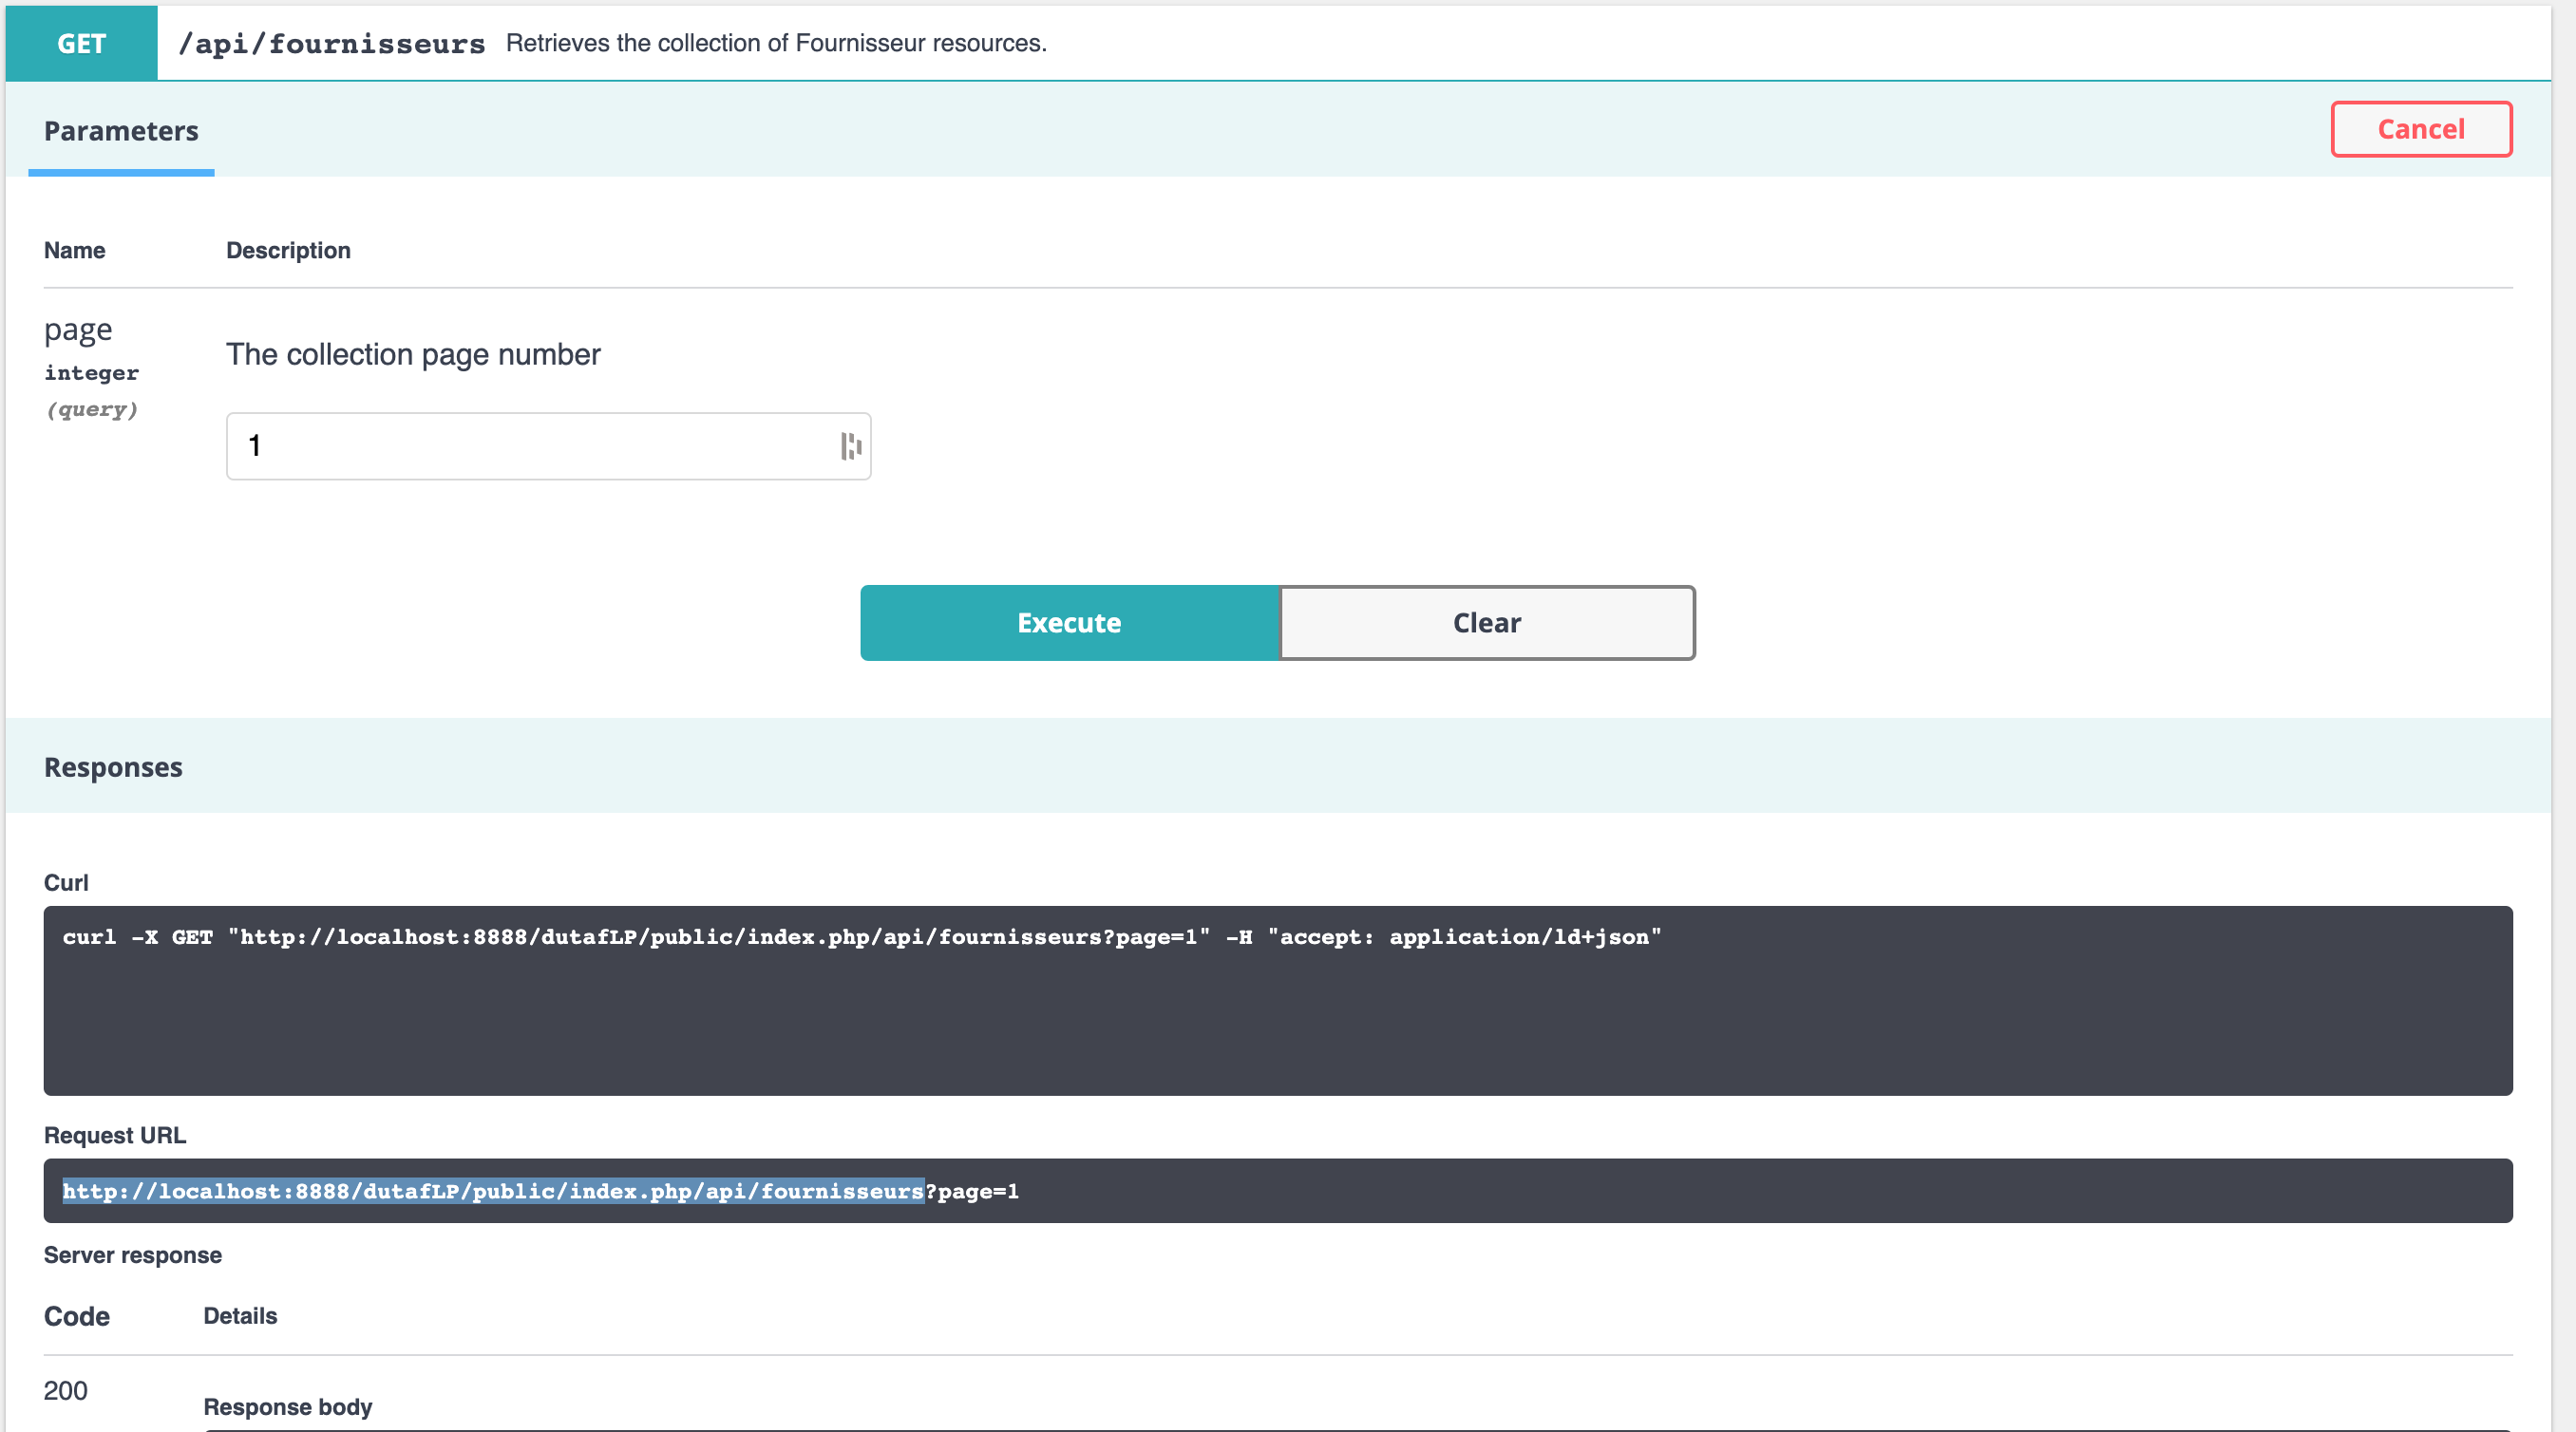 GET /api/fournisseurs Retrieves the collection of Fournisseur resources.
Parameters
Cancel
Name Description
page
integer
(query)
The collection page number
1
Execute
Clear
Responses
Curl
curl -X GET "http://localhost:8888/dutafLP/public/index.php/api/fournisseurs?page=1" -H "accept: application/ld+json"
Request URL
http://localhost:8888/dutafLP/public/index.php/api/fournisseurs?page=1
Server response
Code Details
200
Response body